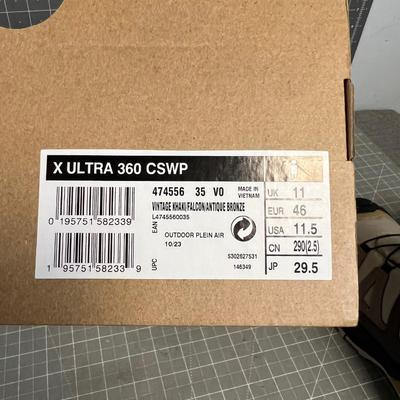 X ULTRA 360 CSWP
474556 35 V0
MADE IN
VIETNAM
VINTAGE KHAKI/FALCON/ANTIQUE BRONZE
L4745560035
0 195751 582339
EAN
OUTDOOR PLEIN AIR
10/23
1 95751 58233 9
UPC
5302627531
146349
UK 11
EUR 46
USA 11.5
CN 290(2.5)
JP 29.5